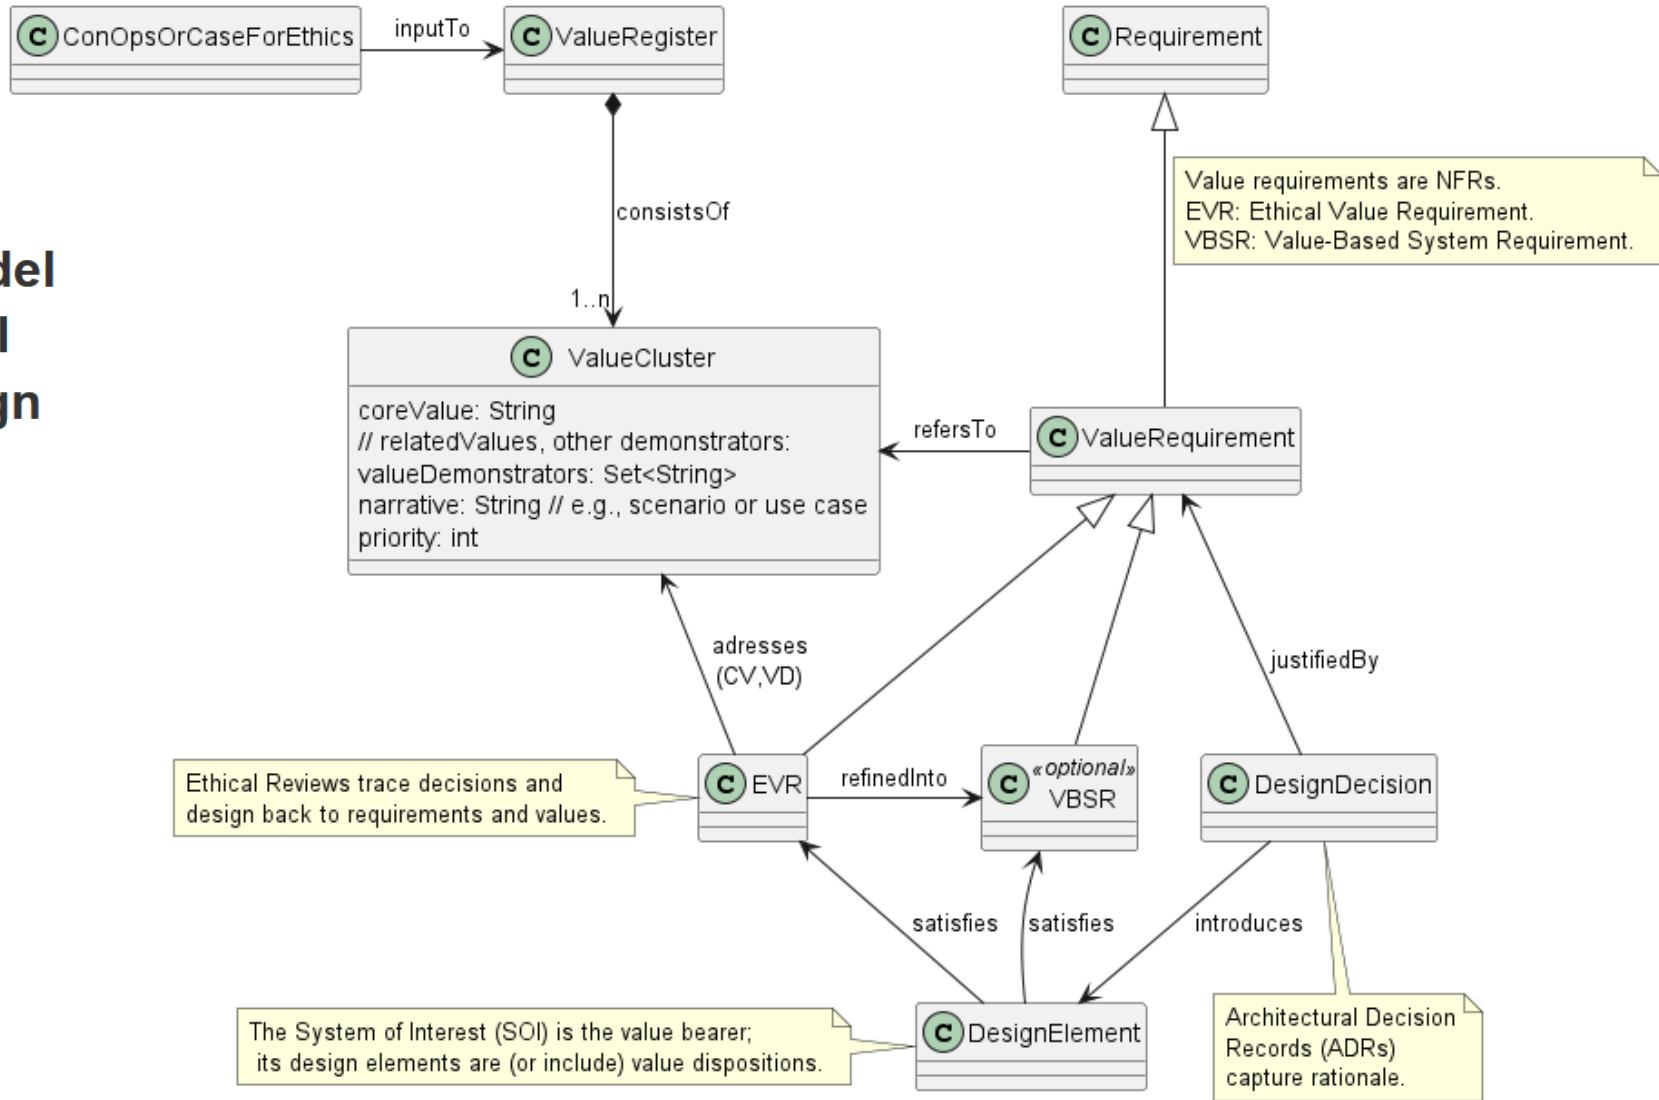 C ConOpsOrCaseForEthics
inputTo
C ValueRegister
C Requirement
Value requirements are NFRs.
EVR: Ethical Value Requirement.
VBSR: Value-Based System Requirement.
consistsOf
1..n
del
l
gn
C ValueCluster
coreValue: String
// relatedValues, other demonstrators:
valueDemonstrators: Set<String>
narrative: String // e.g., scenario or use case
priority: int
refersTo
C ValueRequirement
adresses
(CV,VD)
justifiedBy
Ethical Reviews trace decisions and
design back to requirements and values.
C EVR
refinedInto
C «optional»
VBSR
C DesignDecision
satisfies
satisfies
introduces
The System of Interest (SOI) is the value bearer;
its design elements are (or include) value dispositions.
C DesignElement
Architectural Decision
Records (ADRs)
capture rationale.